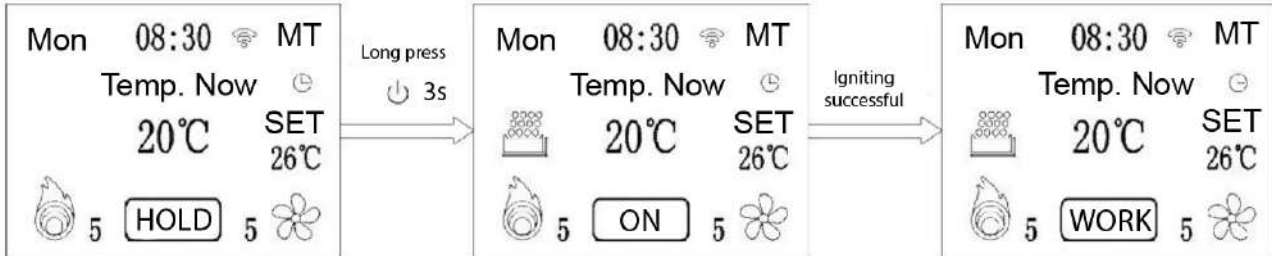 Mon 08:30 MT
Temp. Now
20℃
SET
26℃
5 HOLD 5
Long press
3s
Mon 08:30 MT
Temp. Now
20℃
SET
26℃
5 ON 5
Igniting
successful
Mon 08:30 MT
Temp. Now
20℃
SET
26℃
5 WORK 5